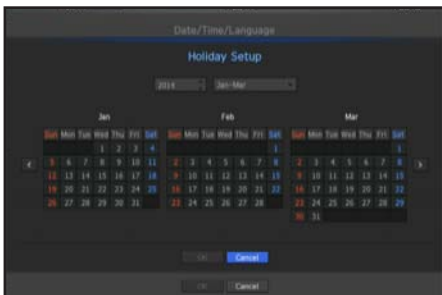 Date/Time/Language
Holiday Setup
2014 Jan-Mar
Jan Feb Mar
Sun Mon Tue Wed Thu Fri Sat Sun Mon Tue Wed Thu Fri Sat Sun Mon Tue Wed Thu Fri Sat
1 2 3 4 1 1
5 6 7 8 9 10 11 2 3 4 5 6 7 8 2 3 4 5 6 7 8
12 13 14 15 16 17 18 9 10 11 12 13 14 15 9 10 11 12 13 14 15
19 20 21 22 23 24 25 16 17 18 19 20 21 22 16 17 18 19 20 21 22
26 27 28 29 30 31 23 24 25 26 27 28 23 24 25 26 27 28 29
30 31
OK Cancel
OK Cancel